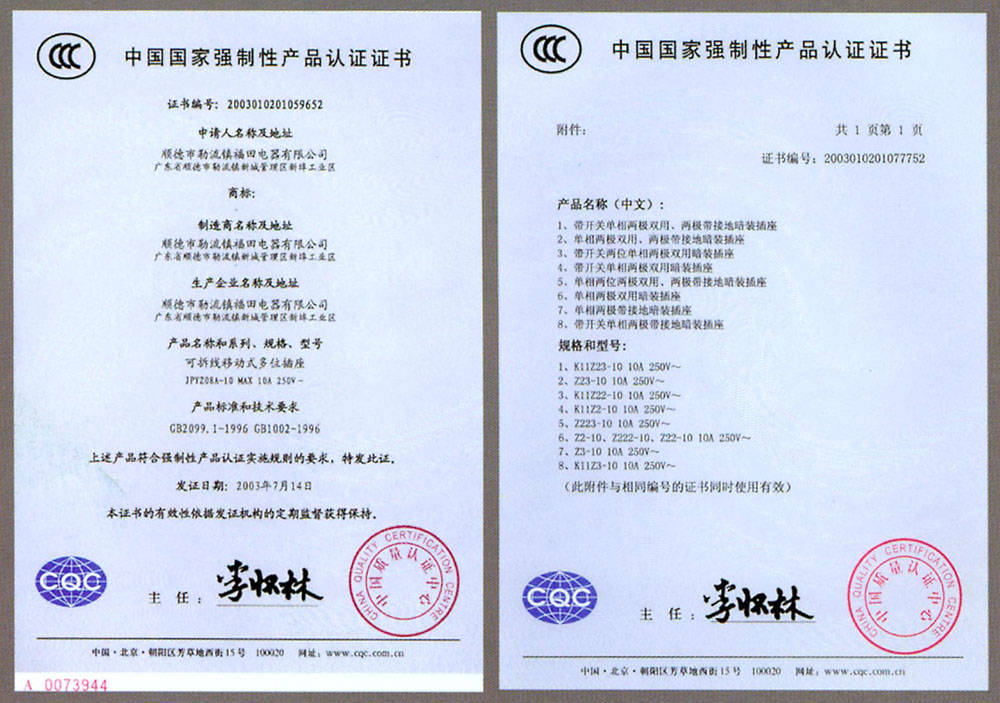 中国国家强制性产品认证证书
证书编号: 2003010201059652
申请人名称及地址
顺德市勒流镇福田电器有限公司
广东省顺德市勒流镇新城管理区新埠工业区
商标:
制造商名称及地址
顺德市勒流镇福田电器有限公司
广东省顺德市勒流镇新城管理区新埠工业区
生产企业名称及地址
顺德市勒流镇福田电器有限公司
广东省顺德市勒流镇新城管理区新埠工业区
产品名称和系列、规格、型号
可拆线移动式多位插座
JPYZ08A-10 MAX 10A 250V~
产品标准和技术要求
GB2099.1-1996 GB1002-1996
上述产品符合强制性产品认证实施规则的要求，特发此证。
发证日期: 2003年7月14日
本证书的有效性依据发证机构的定期监督获得保持。
CQC
主 任: 李怀林
CHINA QUALITY CERTIFICATION CENTRE
中国质量认证中心
中国·北京·朝阳区芳草地西街15号 100020 网址: www.cqc.com.cn
A 0073944
中国国家强制性产品认证证书
附件:
共 1 页第 1 页
证书编号: 2003010201077752
产品名称（中文）:
1、带开关单相两极双用、两极带接地暗装插座
2、单相两极双用、两极带接地暗装插座
3、带开关两位单相两极双用暗装插座
4、带开关单相两极双用暗装插座
5、单相两位两极双用、两极带接地暗装插座
6、单相两极双用暗装插座
7、单相两极带接地暗装插座
8、带开关单相两极带接地暗装插座
规格和型号:
1、K11Z23-10 10A 250V~
2、Z23-10 10A 250V~
3、K11Z22-10 10A 250V~
4、K11Z2-10 10A 250V~
5、Z223-10 10A 250V~
6、Z2-10、Z222-10、Z22-10 10A 250V~
7、Z3-10 10A 250V~
8、K11Z3-10 10A 250V~
（此附件与相同编号的证书同时使用有效）
CQC
主 任: 李怀林
CHINA QUALITY CERTIFICATION CENTRE
中国质量认证中心
中国·北京·朝阳区芳草地西街15号 100020 网址: www.cqc.com.cn